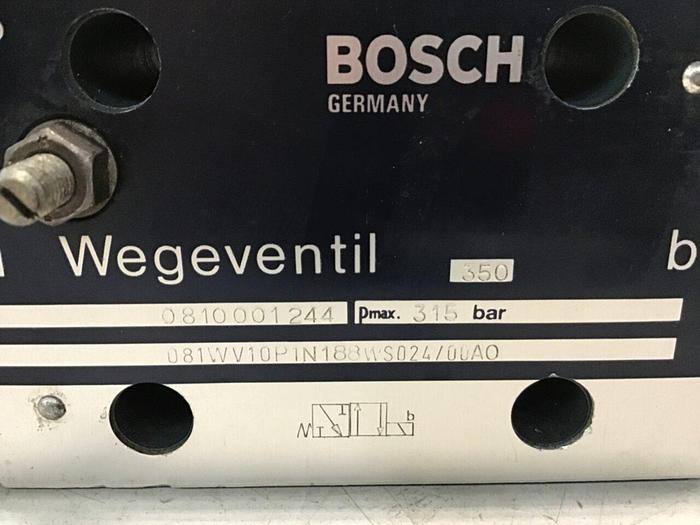 BOSCH
GERMANY
Wegeventil 350 b
0810001244 pmax. 315 bar
081WV10P1N188WS024/00A0
b